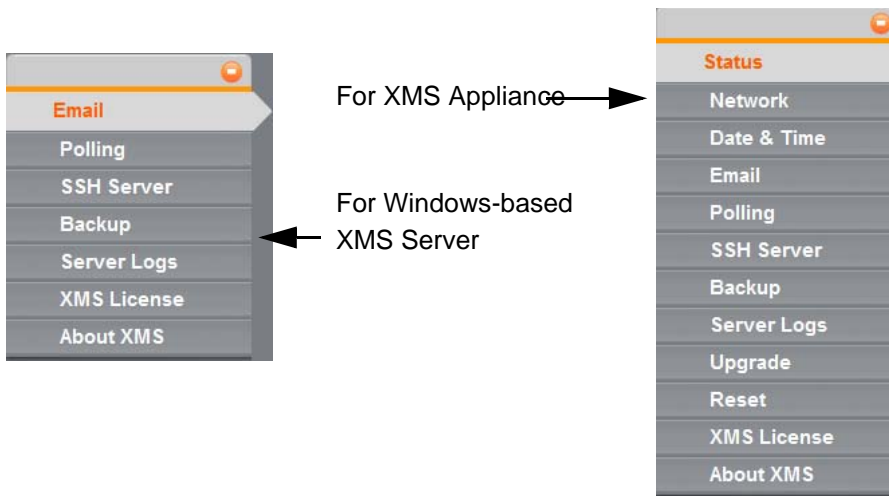 Email
Polling
SSH Server
Backup
Server Logs
XMS License
About XMS
For XMS Appliance
For Windows-based
XMS Server
Status
Network
Date & Time
Email
Polling
SSH Server
Backup
Server Logs
Upgrade
Reset
XMS License
About XMS